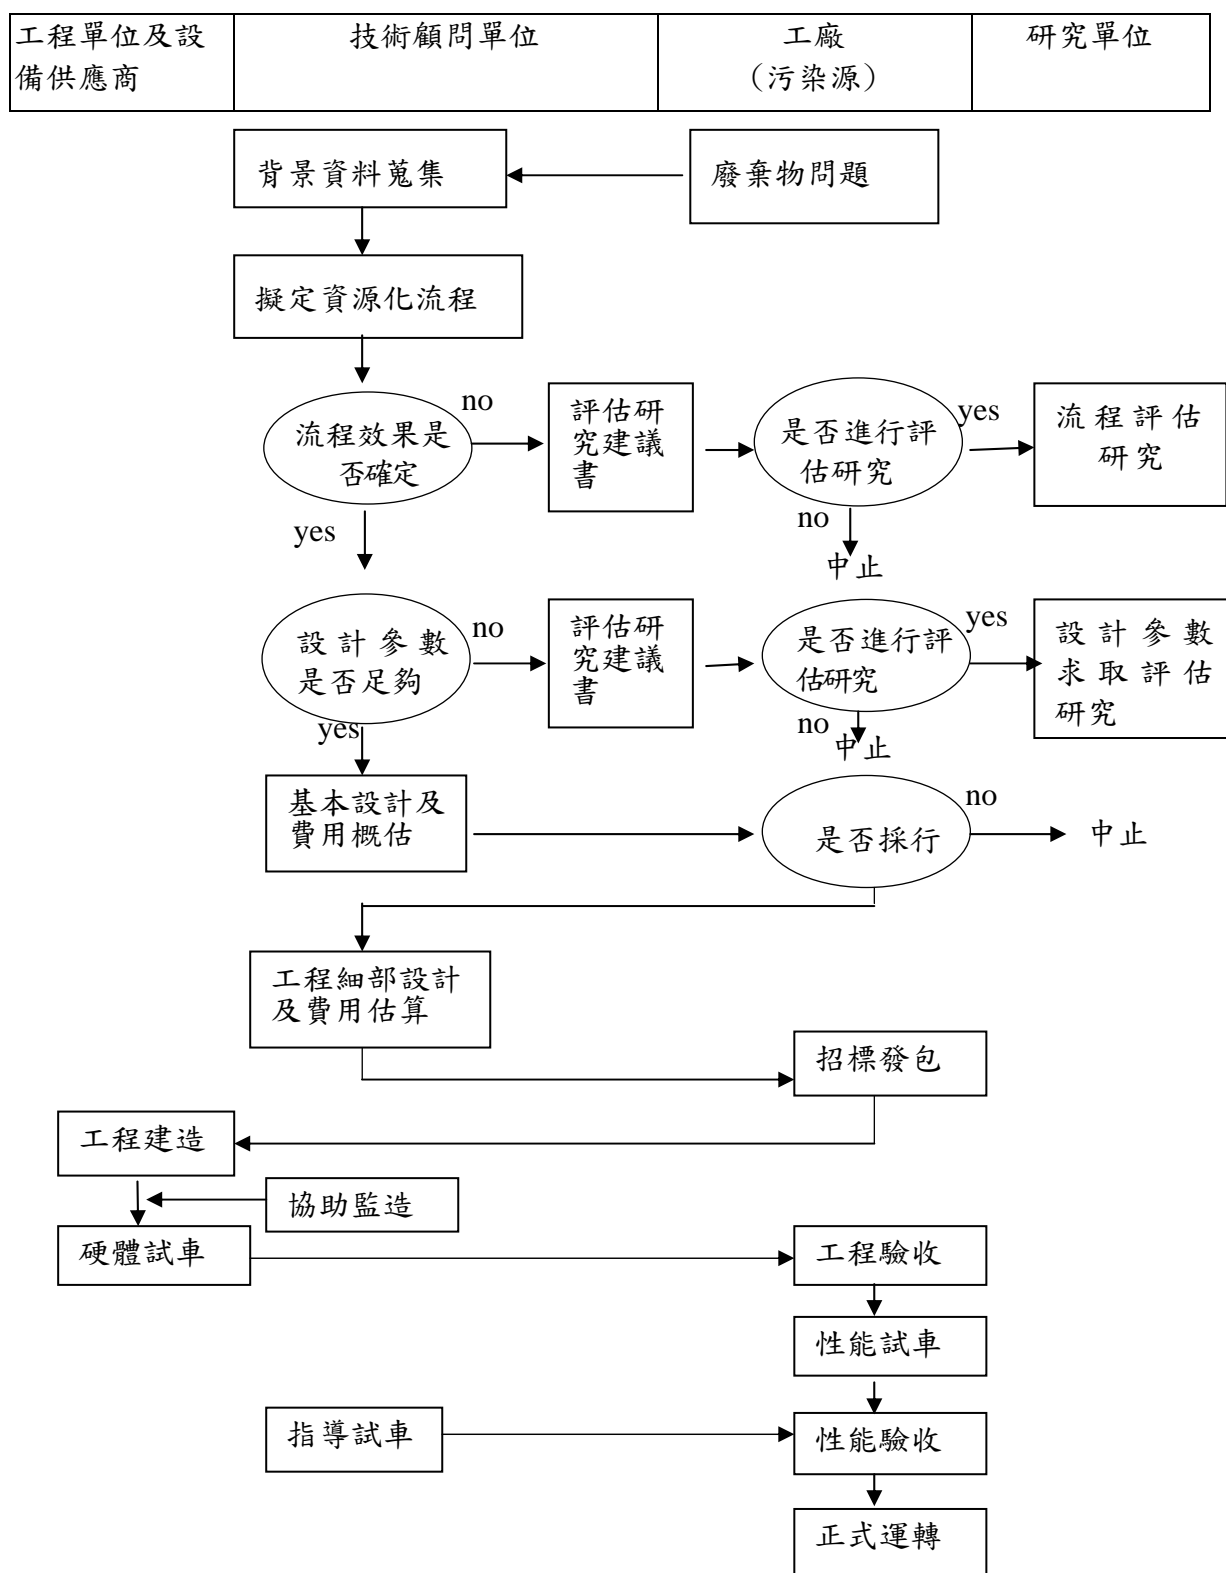 工程單位及設
備供應商
技術顧問單位
工廠
(污染源)
研究單位
背景資料蒐集
廢棄物問題
擬定資源化流程
流程效果是
否確定
no
評估研
究建議
書
是否進行評
估研究
yes
流程評估
研究
yes
no
中止
設計參數
是否足夠
no
評估研
究建議
書
是否進行評
估研究
yes
設計參數
求取評估
研究
yes
no
中止
基本設計及
費用概估
是否採行
no
中止
工程細部設計
及費用估算
招標發包
工程建造
協助監造
硬體試車
工程驗收
性能試車
指導試車
性能驗收
正式運轉